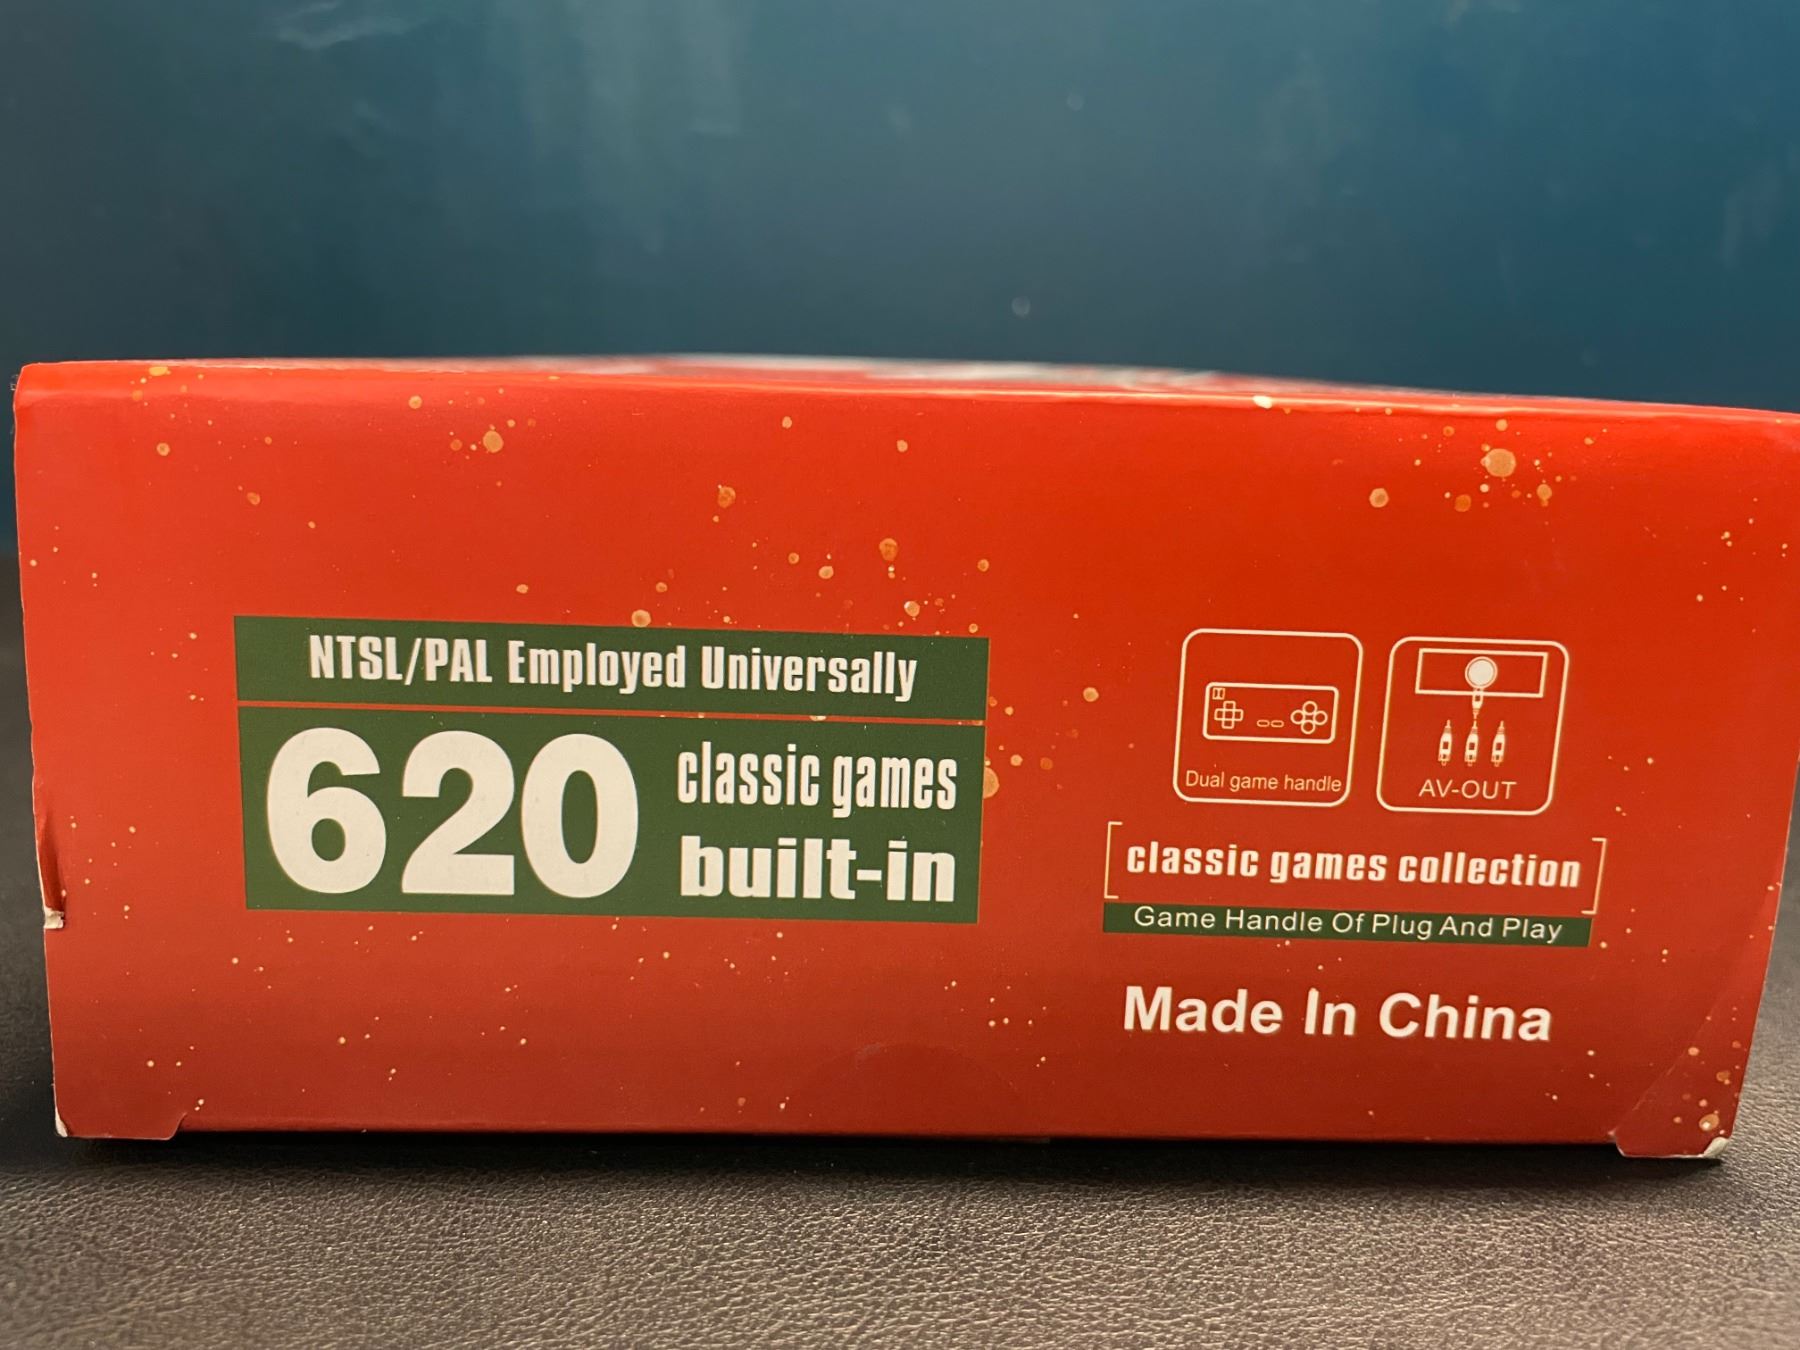 NTSL/PAL Employed Universally
620 classic games
built-in
Dual game handle
AV-OUT
classic games collection
Game Handle Of Plug And Play
Made In China